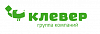 клевер
группа компаний